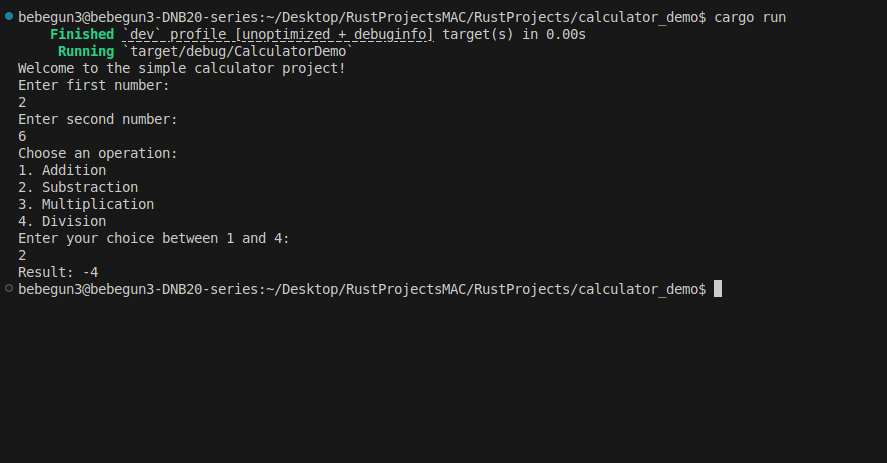 bebegun3@bebegun3-DNB20-series:~/Desktop/RustProjectsMAC/RustProjects/calculator_demo$ cargo run
Finished `dev` profile [unoptimized + debuginfo] target(s) in 0.00s
Running `target/debug/CalculatorDemo`
Welcome to the simple calculator project!
Enter first number:
2
Enter second number:
6
Choose an operation:
1. Addition
2. Substraction
3. Multiplication
4. Division
Enter your choice between 1 and 4:
2
Result: -4
bebegun3@bebegun3-DNB20-series:~/Desktop/RustProjectsMAC/RustProjects/calculator_demo$